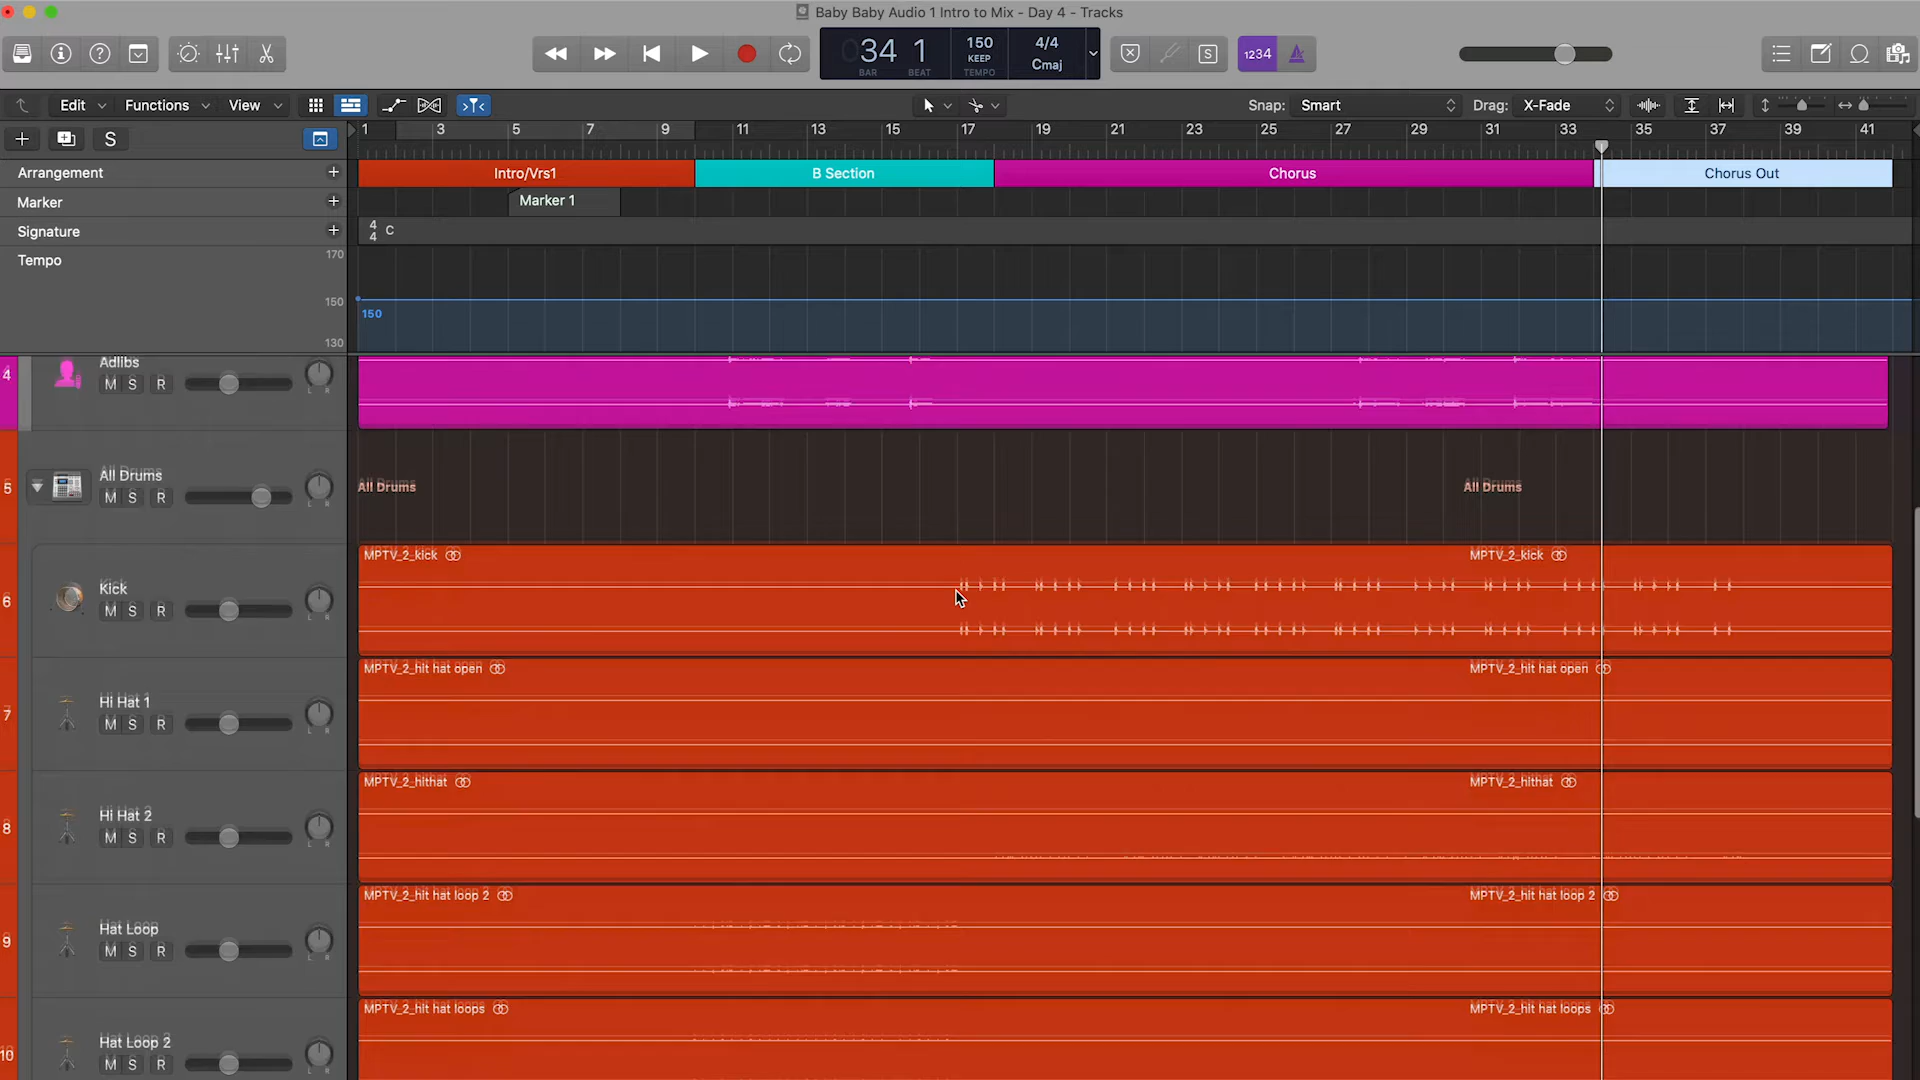 Baby Baby Audio 1 Intro to Mix - Day 4 - Tracks
34 1 150 4/4
KEEP Cmaj
BAR BEAT TEMPO
1234
S
Edit Functions View Snap: Smart Drag: X-Fade
S
1 3 5 7 9 11 13 15 17 19 21 23 25 27 29 31 33 35 37 39 41
Arrangement + Intro/Vrs1 B Section Chorus Chorus Out
Marker + Marker 1
Signature + 4/4 C
Tempo 170
150
150
130
4 Adlibs
M S R L R
5 All Drums
M S R L R
All Drums All Drums
6 Kick
M S R L R
MPTV_2_kick MPTV_2_kick
7 Hi Hat 1
M S R L R
MPTV_2_hit hat open MPTV_2_hit hat open
8 Hi Hat 2
M S R L R
MPTV_2_hithat MPTV_2_hithat
9 Hat Loop
M S R L R
MPTV_2_hit hat loop 2 MPTV_2_hit hat loop 2
10 Hat Loop 2
M S R L R
MPTV_2_hit hat loops MPTV_2_hit hat loops